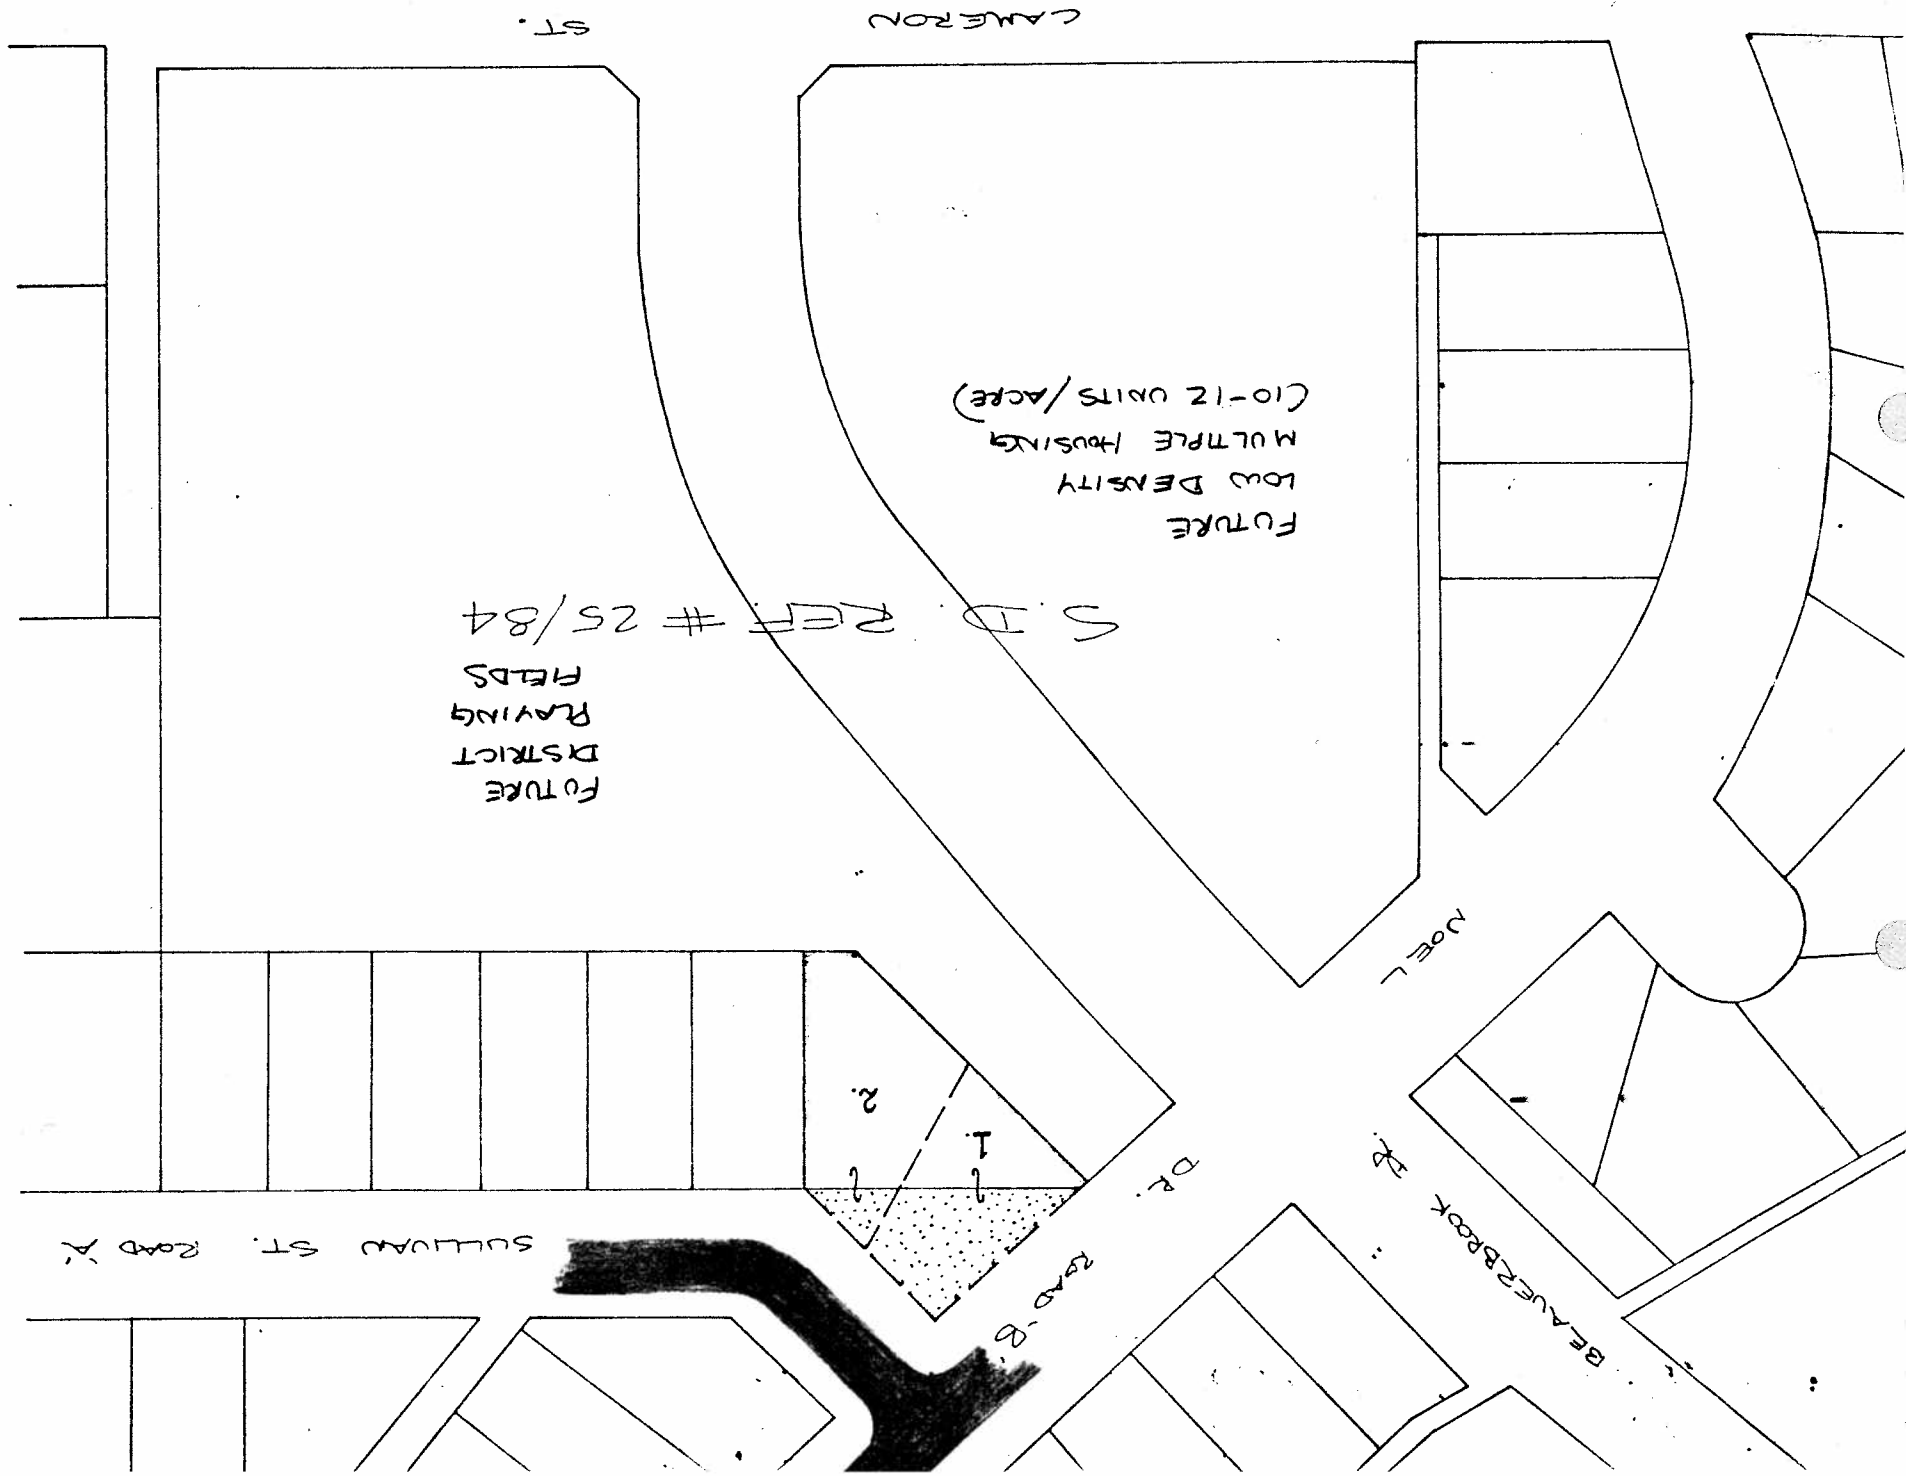 SULLIVAN ST. ROAD 'A'
ROAD -B'
BEAVERBROOK DR.
NOEL DR.
1.
2.
FUTURE
DISTRICT
PLAYING
FIELDS
S.D. REF. # 25/84
FUTURE
LOW DENSITY
MULTIPLE HOUSING
(10-12 UNITS/ACRE)
CAMERON ST.